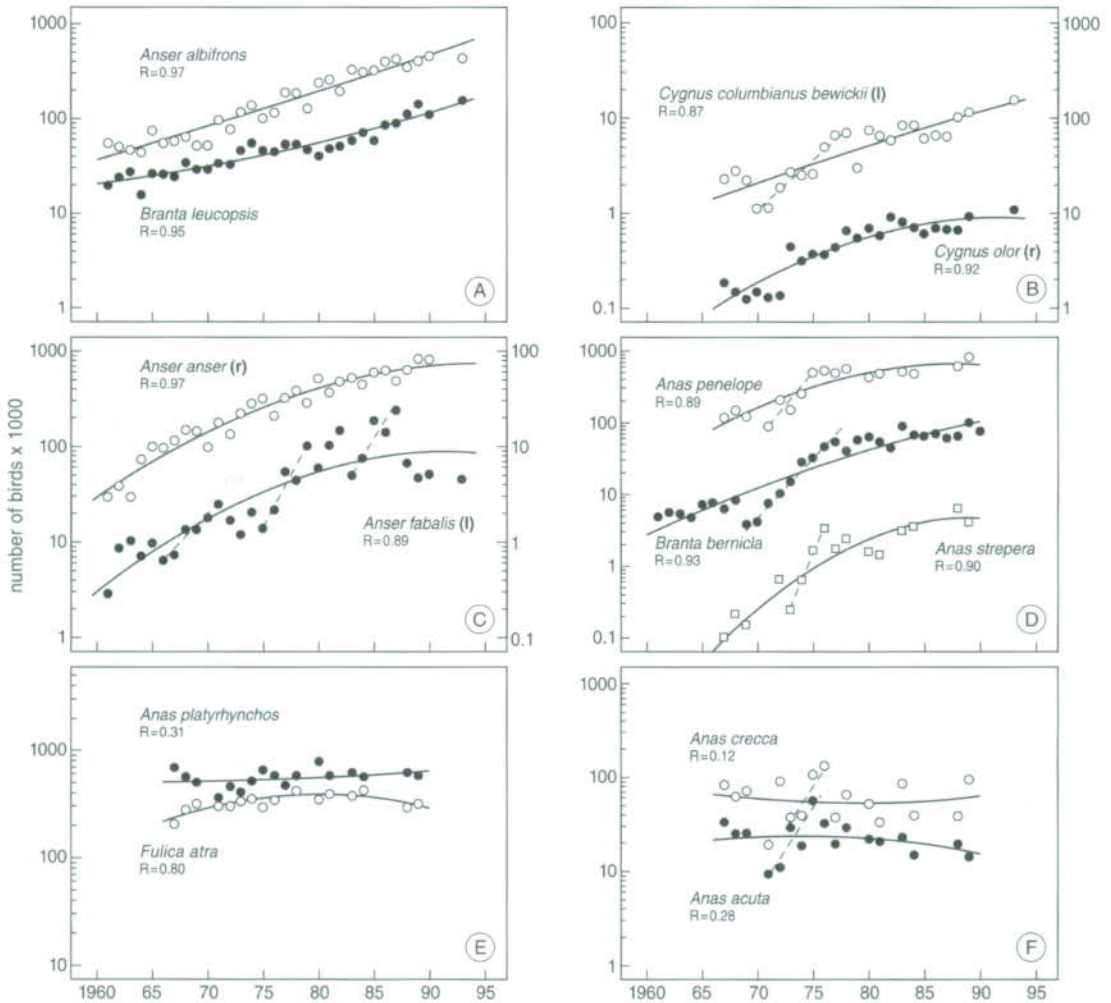 number of birds x 1000
1000
100
10
1
Anser albifrons
R=0.97
Branta leucopsis
R=0.95
A
100
10
1
0.1
1000
100
10
1
Cygnus columbianus bewickii (l)
R=0.87
Cygnus olor (r)
R=0.92
B
1000
100
10
1
100
10
1
0.1
Anser anser (r)
R=0.97
Anser fabalis (l)
R=0.89
C
1000
100
10
1
0.1
Anas penelope
R=0.89
Branta bernicla
R=0.93
Anas strepera
R=0.90
D
1000
100
10
Anas platyrhynchos
R=0.31
Fulica atra
R=0.80
E
1960 65 70 75 80 85 90 95
1000
100
10
1
Anas crecca
R=0.12
Anas acuta
R=0.28
F
1960 65 70 75 80 85 90 95